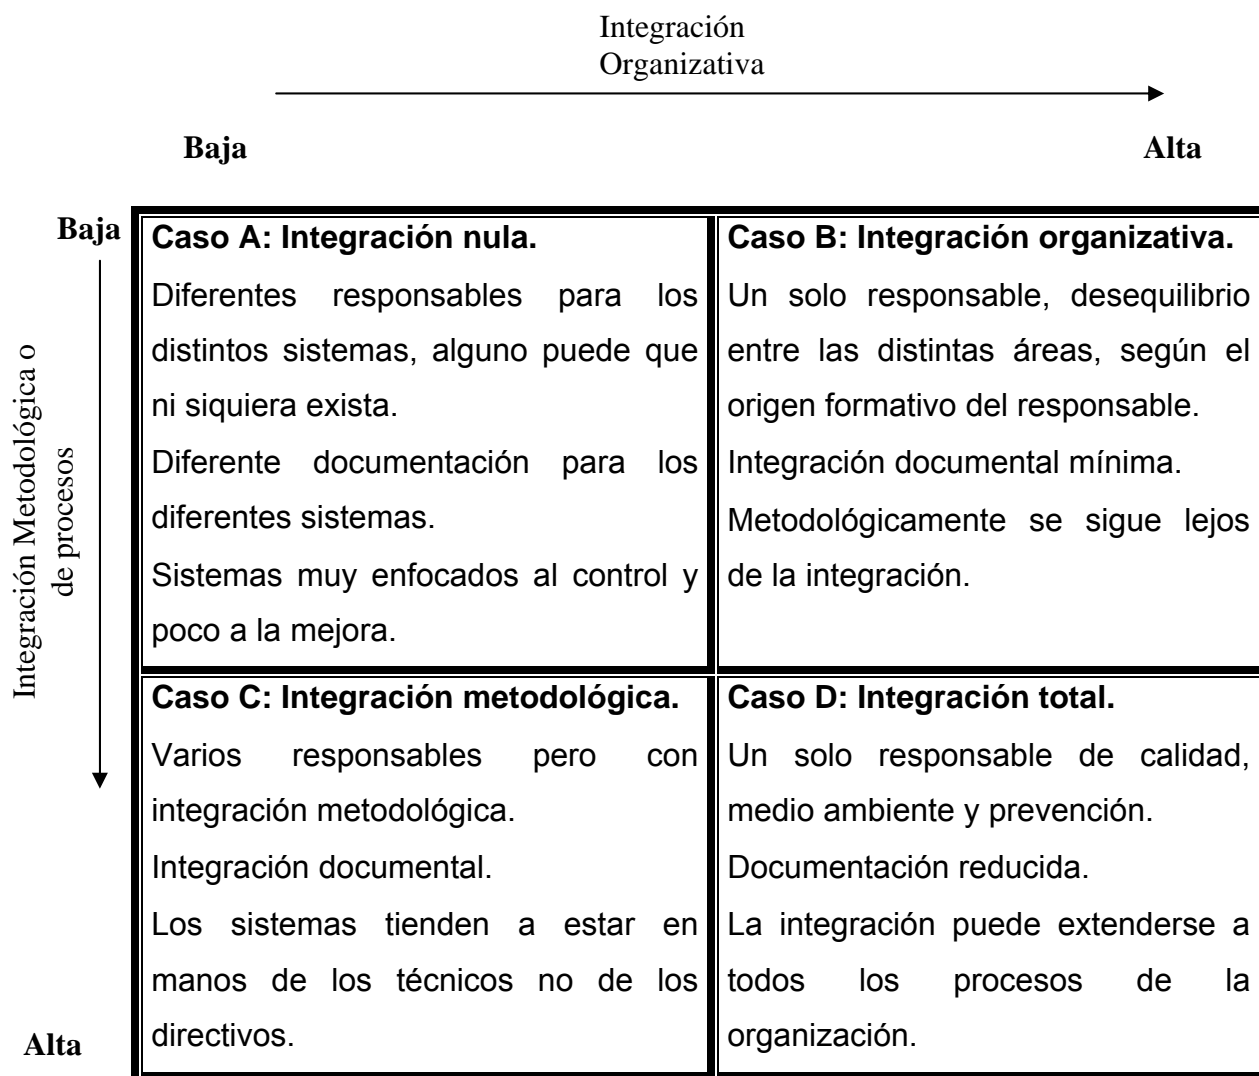 Integración
Organizativa
Baja
Alta
Baja
Integración Metodológica o
de procesos
Alta
Caso A: Integración nula.
Diferentes responsables para los
distintos sistemas, alguno puede que
ni siquiera exista.
Diferente documentación para los
diferentes sistemas.
Sistemas muy enfocados al control y
poco a la mejora.
Caso B: Integración organizativa.
Un solo responsable, desequilibrio
entre las distintas áreas, según el
origen formativo del responsable.
Integración documental mínima.
Metodológicamente se sigue lejos
de la integración.
Caso C: Integración metodológica.
Varios responsables pero con
integración metodológica.
Integración documental.
Los sistemas tienden a estar en
manos de los técnicos no de los
directivos.
Caso D: Integración total.
Un solo responsable de calidad,
medio ambiente y prevención.
Documentación reducida.
La integración puede extenderse a
todos los procesos de la
organización.